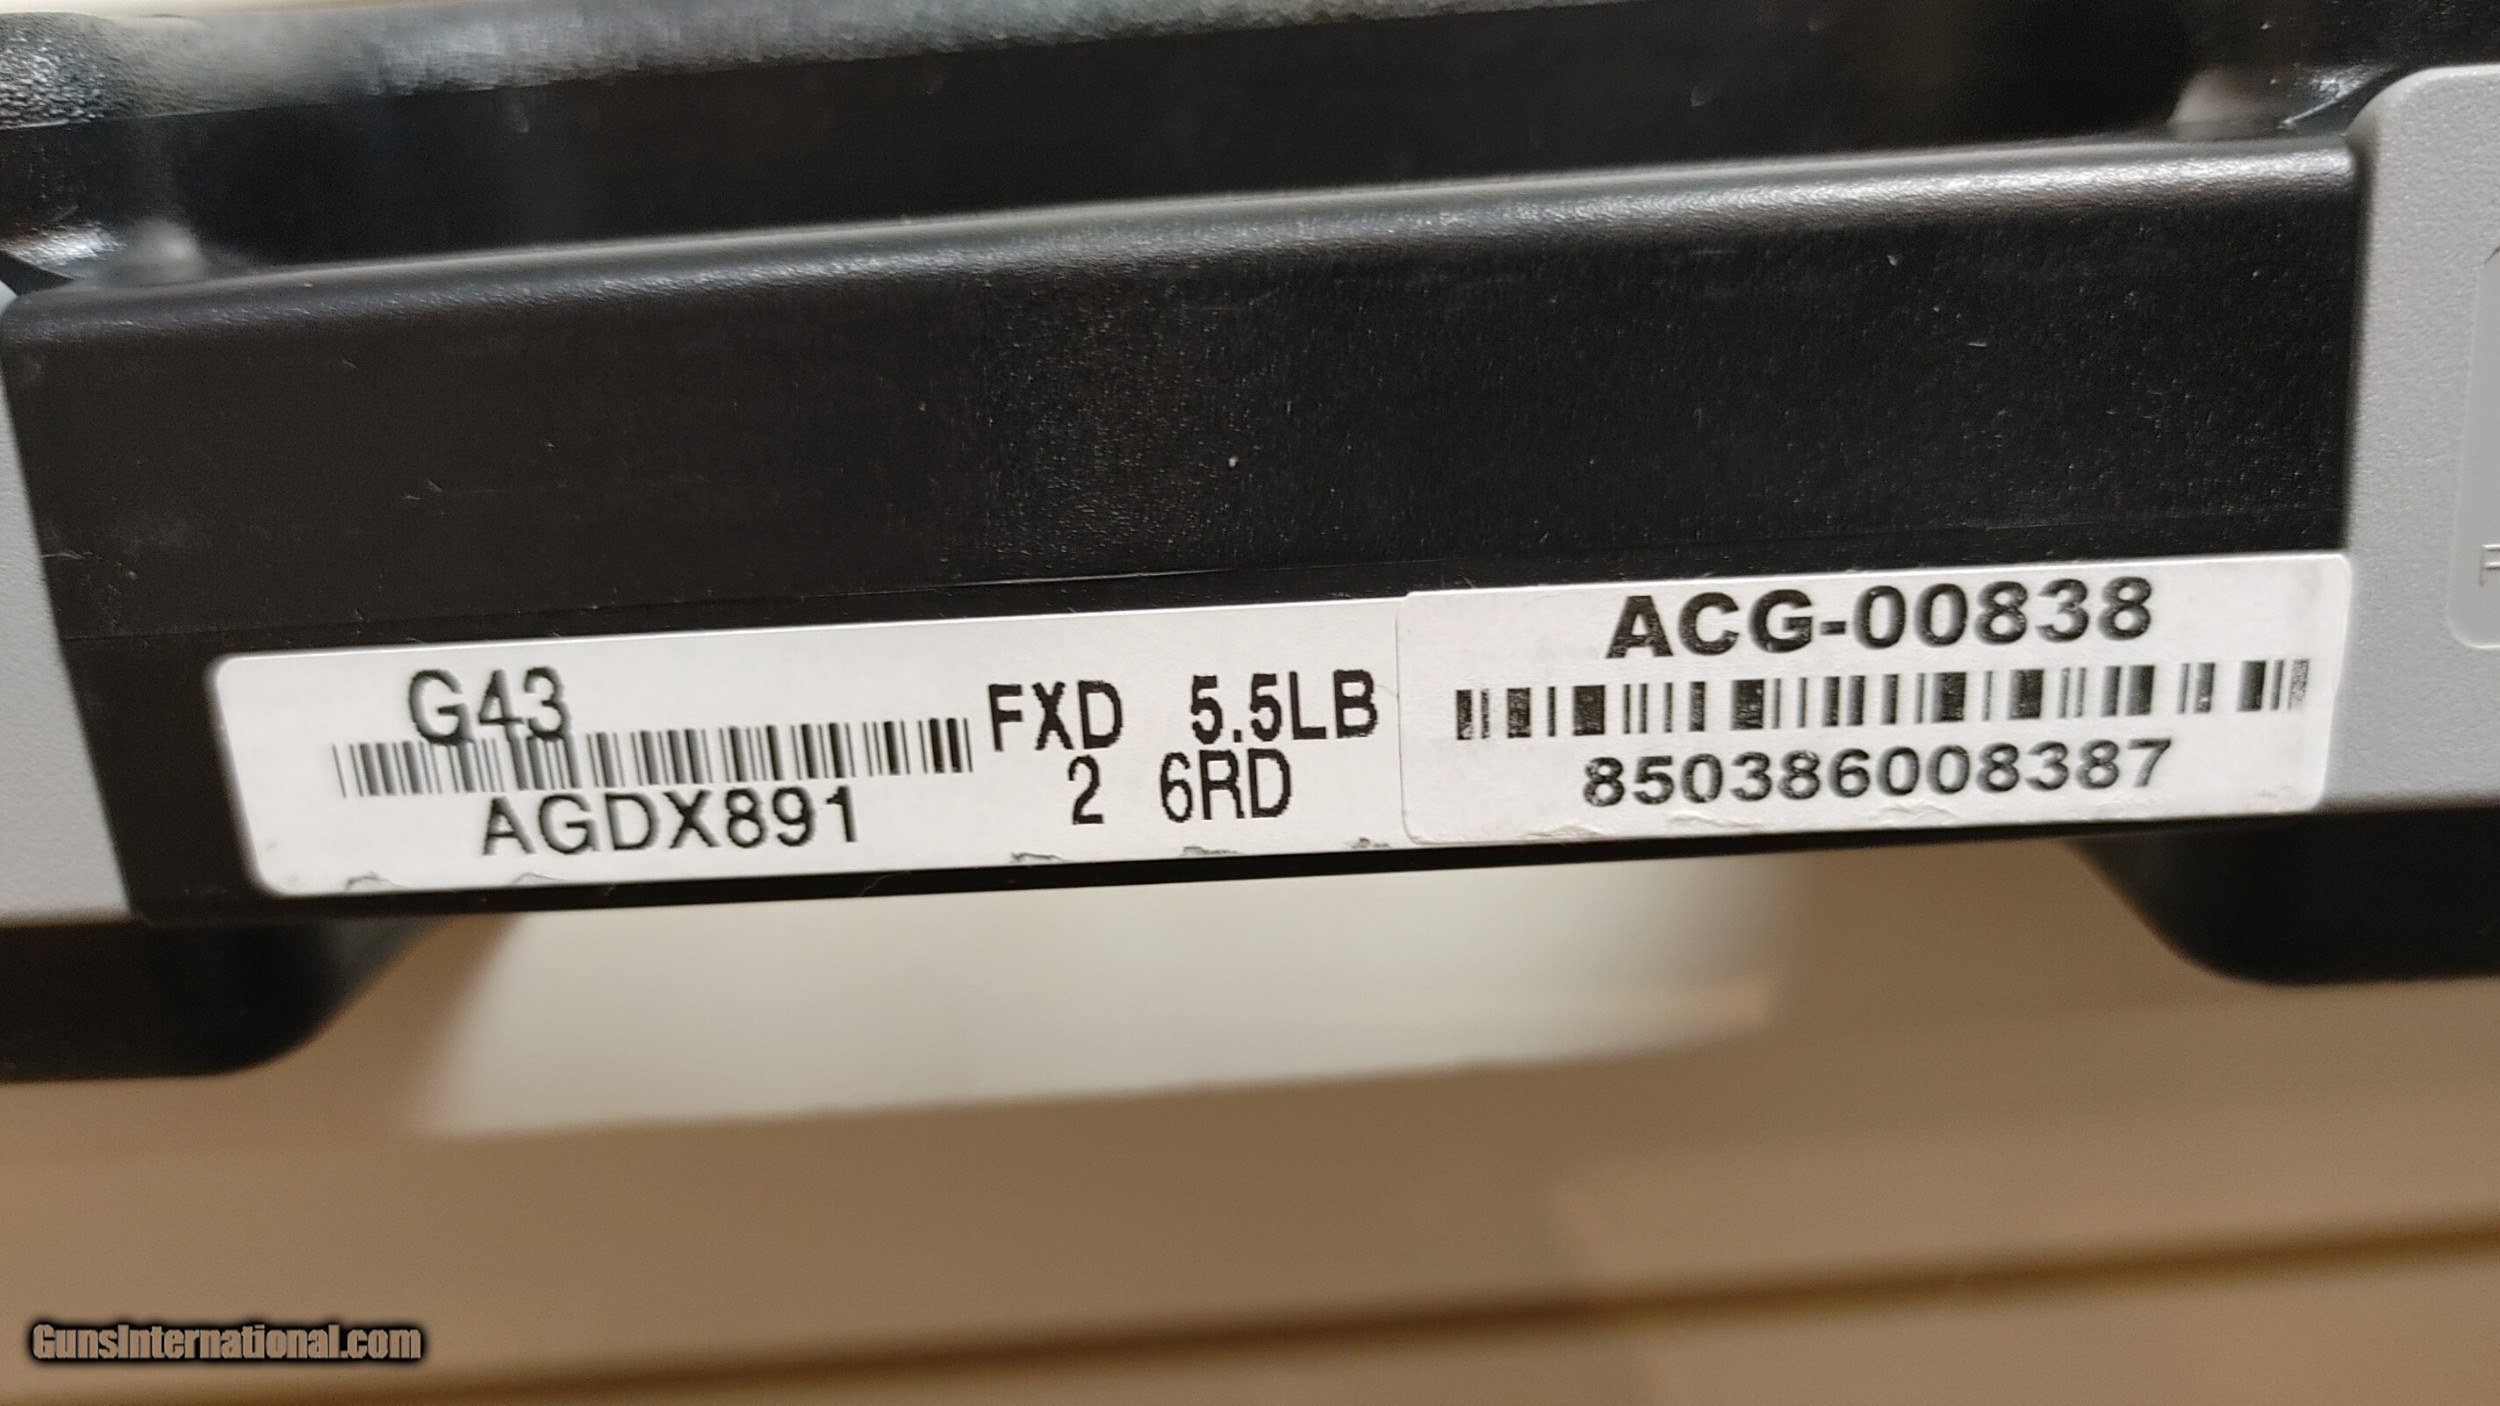 G43
AGDX891
FXD 5.5LB
2 6RD
ACG-00838
850386008387
GunsInternational.com